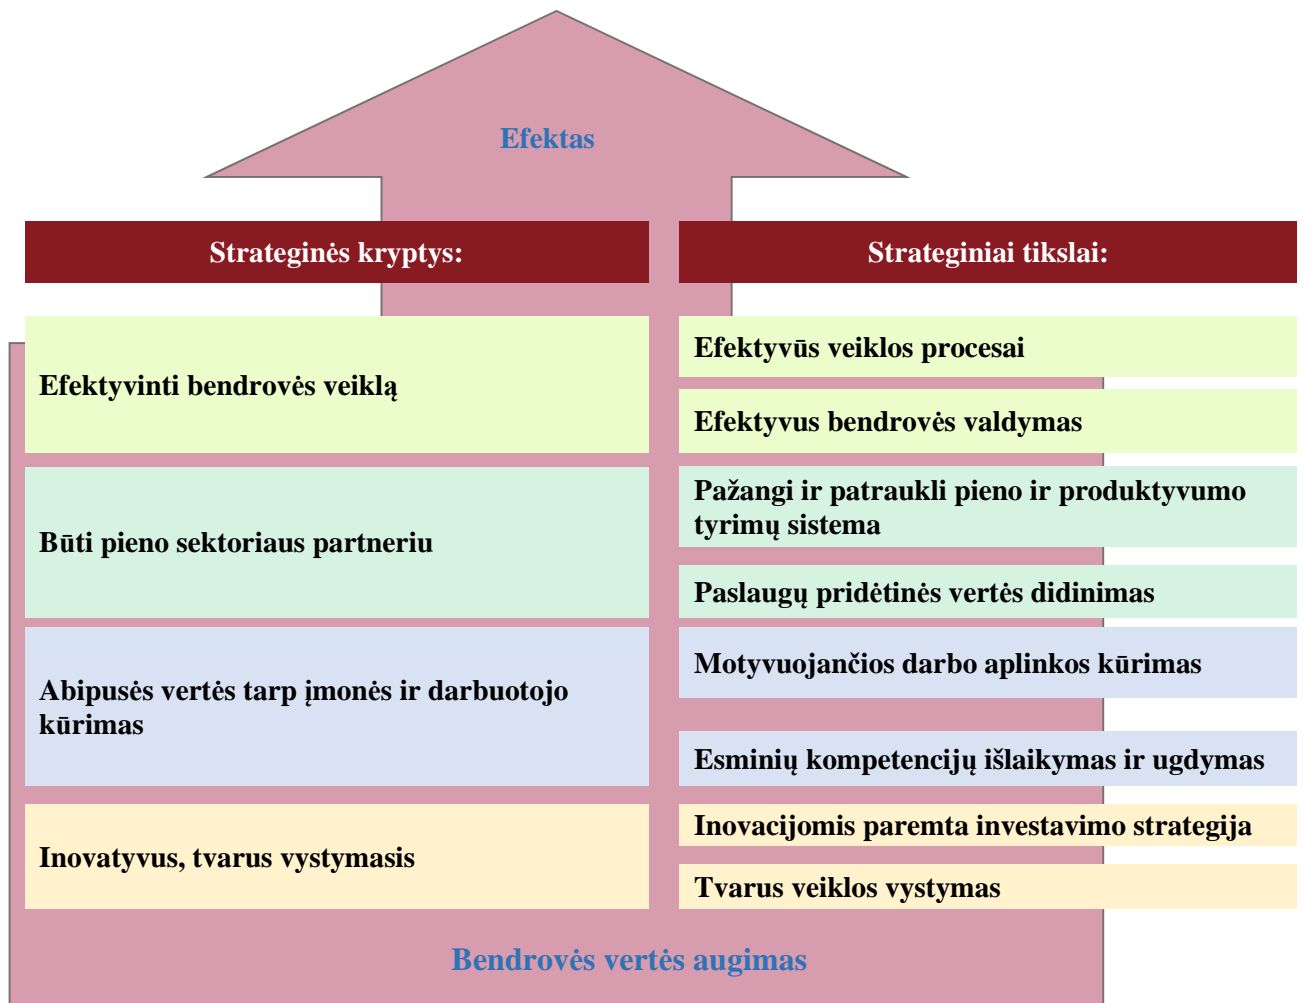 Efektas
Strateginės kryptys:
Strateginiai tikslai:
Efektyvinti bendrovės veiklą
Efektyvūs veiklos procesai
Efektyvus bendrovės valdymas
Būti pieno sektoriaus partneriu
Pažangi ir patraukli pieno ir produktyvumo
tyrimų sistema
Paslaugų pridėtinės vertės didinimas
Abipusės vertės tarp įmonės ir darbuotojo
kūrimas
Motyvuojančios darbo aplinkos kūrimas
Esminių kompetencijų išlaikymas ir ugdymas
Inovatyvus, tvarus vystymasis
Inovacijomis paremta investavimo strategija
Tvarus veiklos vystymas
Bendrovės vertės augimas